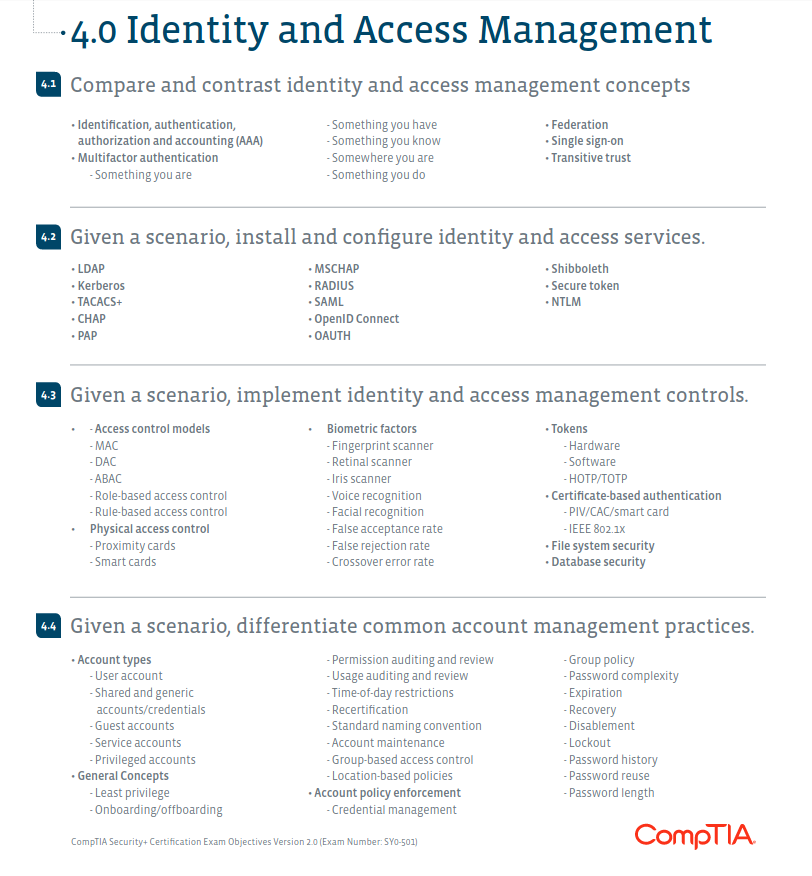 4.0 Identity and Access Management
4.1 Compare and contrast identity and access management concepts
• Identification, authentication,
authorization and accounting (AAA)
• Multifactor authentication
- Something you are
- Something you have
- Something you know
- Somewhere you are
- Something you do
• Federation
• Single sign-on
• Transitive trust
4.2 Given a scenario, install and configure identity and access services.
• LDAP
• Kerberos
• TACACS+
• CHAP
• PAP
• MSCHAP
• RADIUS
• SAML
• OpenID Connect
• OAUTH
• Shibboleth
• Secure token
• NTLM
4.3 Given a scenario, implement identity and access management controls.
• - Access control models
- MAC
- DAC
- ABAC
- Role-based access control
- Rule-based access control
• Physical access control
- Proximity cards
- Smart cards
• Biometric factors
- Fingerprint scanner
- Retinal scanner
- Iris scanner
- Voice recognition
- Facial recognition
- False acceptance rate
- False rejection rate
- Crossover error rate
• Tokens
- Hardware
- Software
- HOTP/TOTP
• Certificate-based authentication
- PIV/CAC/smart card
- IEEE 802.1x
• File system security
• Database security
4.4 Given a scenario, differentiate common account management practices.
• Account types
- User account
- Shared and generic
accounts/credentials
- Guest accounts
- Service accounts
- Privileged accounts
• General Concepts
- Least privilege
- Onboarding/offboarding
- Permission auditing and review
- Usage auditing and review
- Time-of-day restrictions
- Recertification
- Standard naming convention
- Account maintenance
- Group-based access control
- Location-based policies
• Account policy enforcement
- Credential management
- Group policy
- Password complexity
- Expiration
- Recovery
- Disablement
- Lockout
- Password history
- Password reuse
- Password length
CompTIA Security+ Certification Exam Objectives Version 2.0 (Exam Number: SY0-501)
CompTIA.